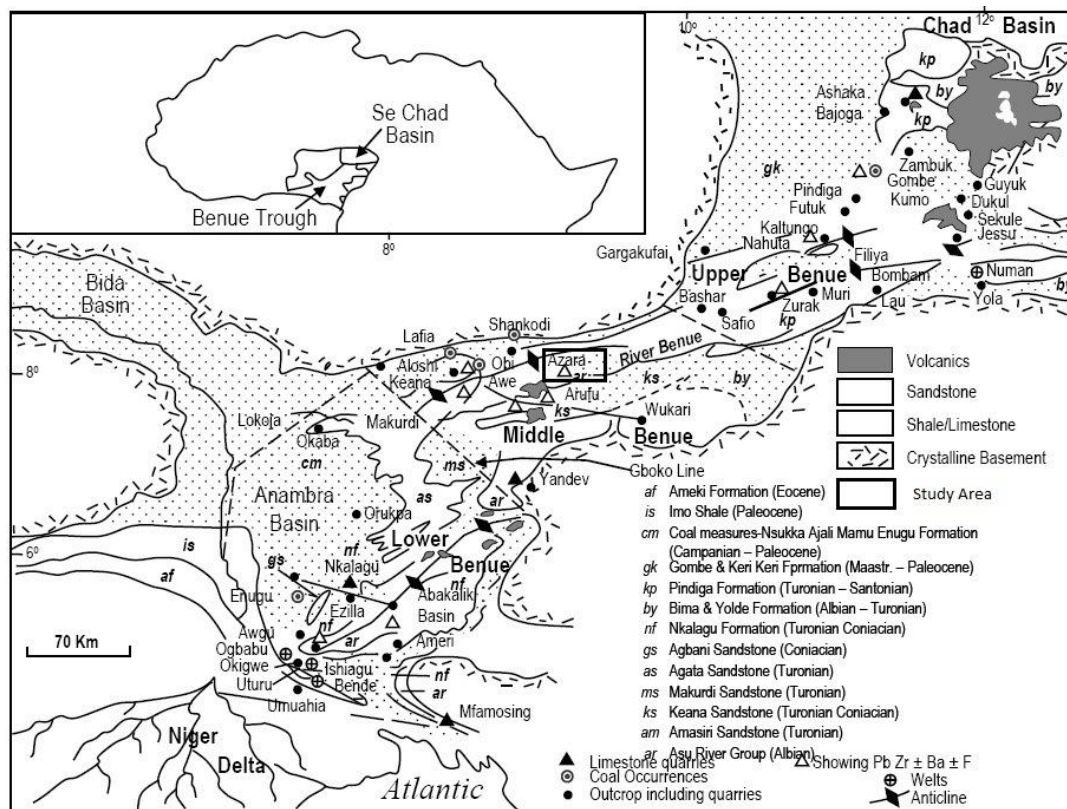 10°
12°
Chad Basin
kp
by
by
Ashaka
Bajoga
kp
Se Chad
Basin
Benue Trough
gk
Zambuk
Gombe
Kumo
Pindiga
Futuk
Guyuk
Dukul
Sekule
Jessu
8°
Gargakufai
Kaltungo
Nahuta
Filiya
Upper Benue
Bombam
Numan
Bida
Basin
Bashar
Zurak
Muri
Lau
Yola
by
Safio
kp
Lafia
Shankodi
River Benue
8°
Aloshi
Keana
Obi
Awe
Azara
ar
Arufu
ks
by
ks
Lokoja
Makurdi
Wukari
Okaba
cm
Middle
Benue
ms
Gboko Line
Yandev
Anambra
Basin
as
ar
Orukpa
Lower
6°
is
af
gs
nf
Nkalagu
Benue
nf
Enugu
Ezilla
Abakaliki
Basin
Awgu
nf
Ogbabu
ar
Ameri
Okigwe
Ishiagu
nf
Uturu
Bende
ar
Umuahia
Mfamosing
70 Km
Niger
Delta
Atlantic
Volcanics
Sandstone
Shale/Limestone
Crystalline Basement
Study Area
af Ameki Formation (Eocene)
is Imo Shale (Paleocene)
cm Coal measures-Nsukka Ajali Mamu Enugu Formation
(Campanian – Paleocene)
gk Gombe & Keri Keri Fprmation (Maastr. – Paleocene)
kp Pindiga Formation (Turonian – Santonian)
by Bima & Yolde Formation (Albian – Turonian)
nf Nkalagu Formation (Turonian Coniacian)
gs Agbani Sandstone (Coniacian)
as Agata Sandstone (Turonian)
ms Makurdi Sandstone (Turonian)
ks Keana Sandstone (Turonian Coniacian)
am Amasiri Sandstone (Turonian)
ar Asu River Group (Albian)
Limestone quarries
Showing Pb Zr ± Ba ± F
Coal Occurrences
Welts
Outcrop including quarries
Anticline